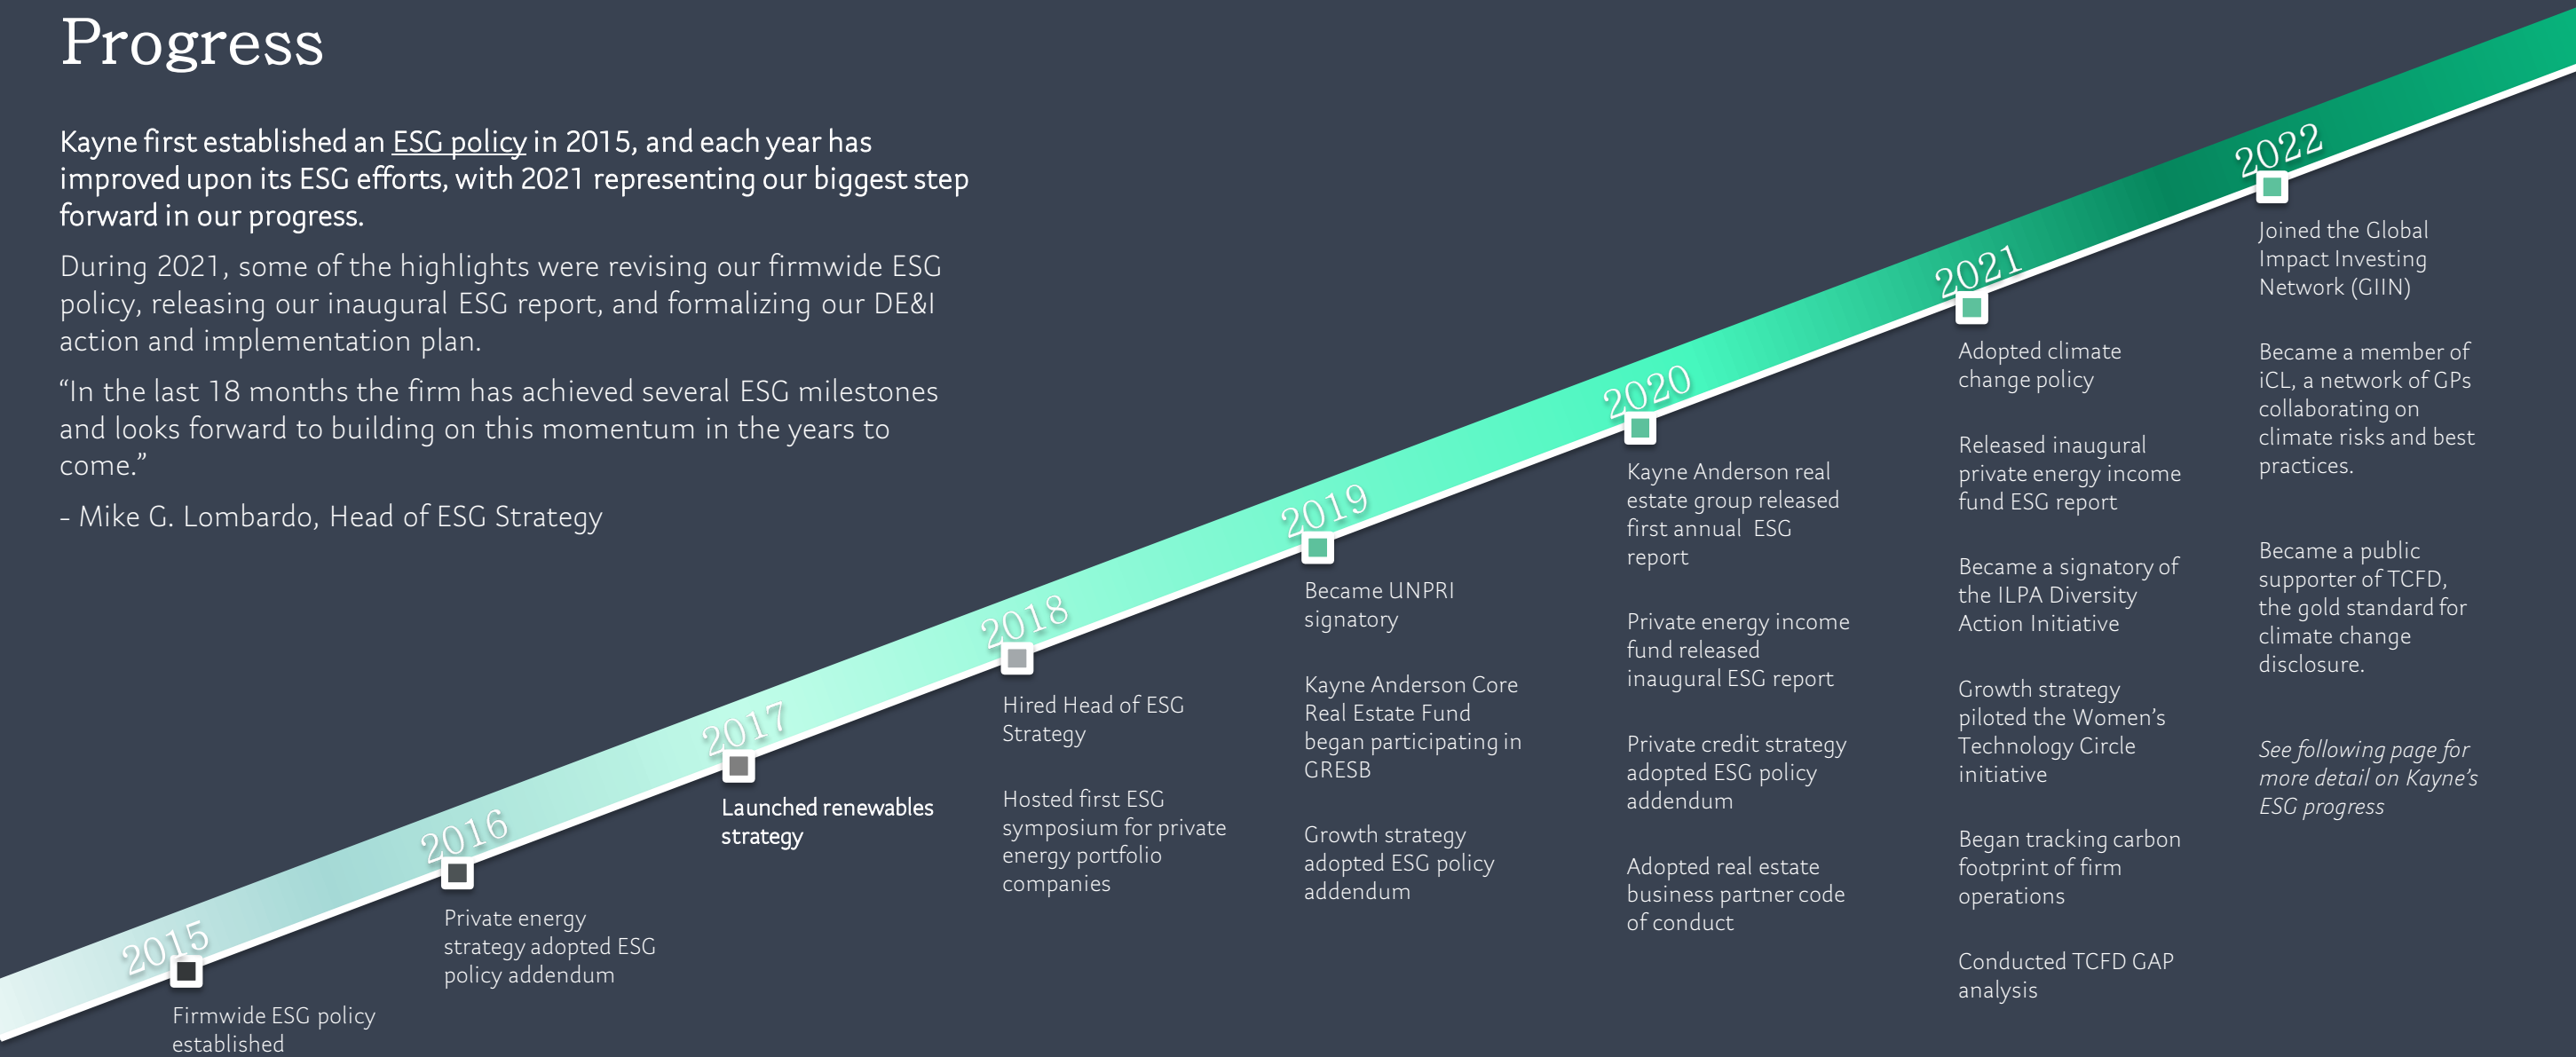 Progress
Kayne first established an ESG policy in 2015, and each year has
improved upon its ESG efforts, with 2021 representing our biggest step
forward in our progress.
During 2021, some of the highlights were revising our firmwide ESG
policy, releasing our inaugural ESG report, and formalizing our DE&I
action and implementation plan.
“In the last 18 months the firm has achieved several ESG milestones
and looks forward to building on this momentum in the years to
come.”
- Mike G. Lombardo, Head of ESG Strategy
2015
Firmwide ESG policy
established
2016
Private energy
strategy adopted ESG
policy addendum
2017
Launched renewables
strategy
2018
Hired Head of ESG
Strategy
Hosted first ESG
symposium for private
energy portfolio
companies
2019
Became UNPRI
signatory
Kayne Anderson Core
Real Estate Fund
began participating in
GRESB
Growth strategy
adopted ESG policy
addendum
2020
Kayne Anderson real
estate group released
first annual ESG
report
Private energy income
fund released
inaugural ESG report
Private credit strategy
adopted ESG policy
addendum
Adopted real estate
business partner code
of conduct
2021
Adopted climate
change policy
Released inaugural
private energy income
fund ESG report
Became a signatory of
the ILPA Diversity
Action Initiative
Growth strategy
piloted the Women’s
Technology Circle
initiative
Began tracking carbon
footprint of firm
operations
Conducted TCFD GAP
analysis
2022
Joined the Global
Impact Investing
Network (GIIN)
Became a member of
iCL, a network of GPs
collaborating on
climate risks and best
practices.
Became a public
supporter of TCFD,
the gold standard for
climate change
disclosure.
See following page for
more detail on Kayne’s
ESG progress